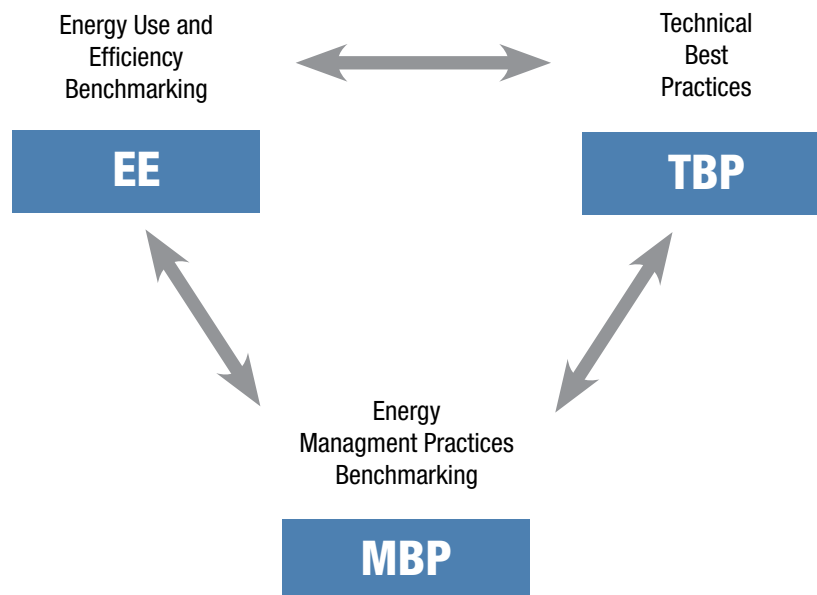 Energy Use and
Efficiency
Benchmarking
EE
Technical
Best
Practices
TBP
Energy
Managment Practices
Benchmarking
MBP